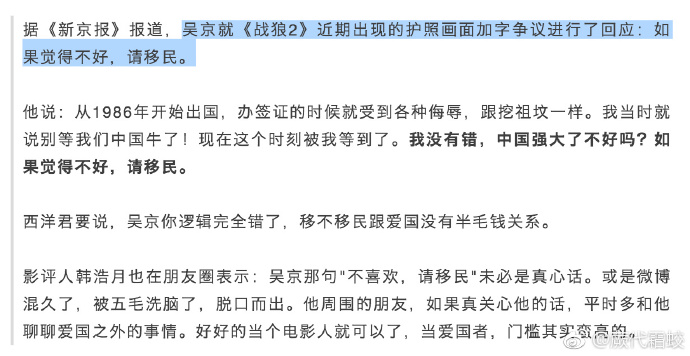 据《新京报》报道，吴京就《战狼2》近期出现的护照画面加字争议进行了回应：如
果觉得不好，请移民。
他说：从1986年开始出国，办签证的时候就受到各种侮辱，跟挖祖坟一样。我当时就
说别等我们中国牛了！现在这个时刻被我等到了。我没有错，中国强大了不好吗？如
果觉得不好，请移民。
西洋君要说，吴京你逻辑完全错了，移不移民跟爱国没有半毛钱关系。
影评人韩浩月也在朋友圈表示：吴京那句"不喜欢，请移民"未必是真心话。或是微博
混久了，被五毛洗脑了，脱口而出。他周围的朋友，如果真关心他的话，平时多和他
聊聊爱国之外的事情。好好的当个电影人就可以了，当爱国者，门槛其实蛮高的。